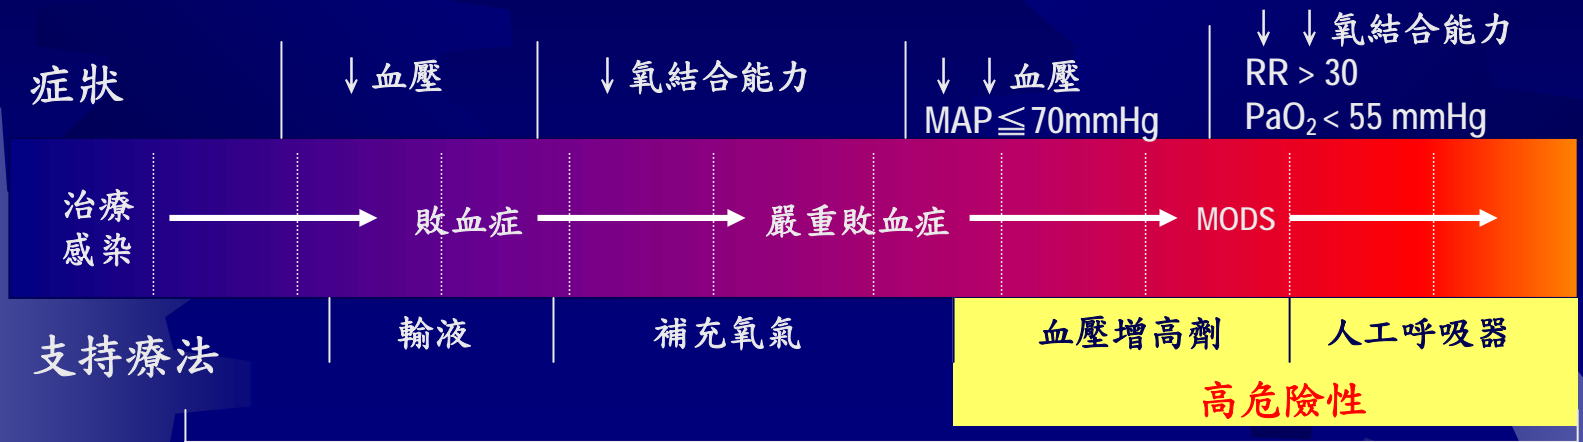 症狀
↓ 血壓
↓ 氧結合能力
↓ ↓ 血壓
MAP≦70mmHg
↓ ↓ 氧結合能力
RR > 30
PaO₂ < 55 mmHg
治療
感染
敗血症
嚴重敗血症
MODS
支持療法
輸液
補充氧氣
血壓增高劑
人工呼吸器
高危險性